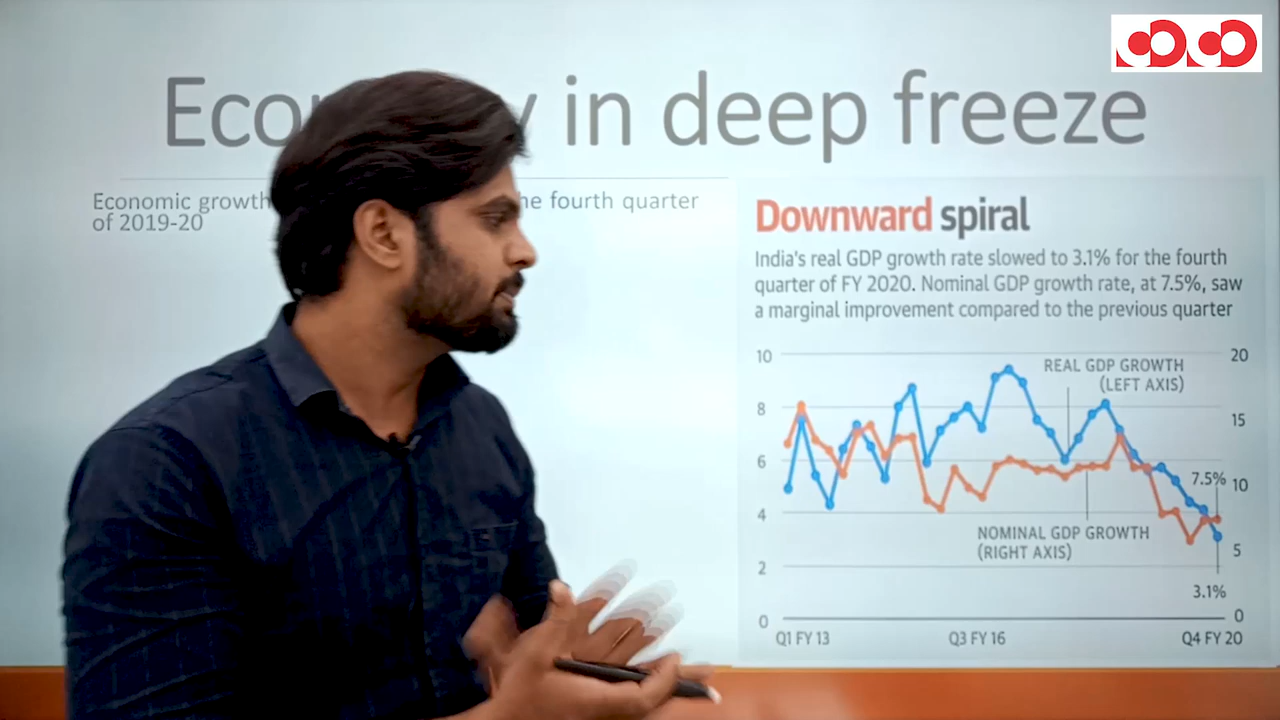 in deep freeze
Economic growth fourth quarter
of 2019-20
Downward spiral
India's real GDP growth rate slowed to 3.1% for the fourth
quarter of FY 2020. Nominal GDP growth rate, at 7.5%, saw
a marginal improvement compared to the previous quarter
10 20
REAL GDP GROWTH
(LEFT AXIS)
8 15
6
7.5% 10
4
NOMINAL GDP GROWTH
(RIGHT AXIS)
5
2
3.1%
0 0
Q1 FY 13 Q3 FY 16 Q4 FY 20